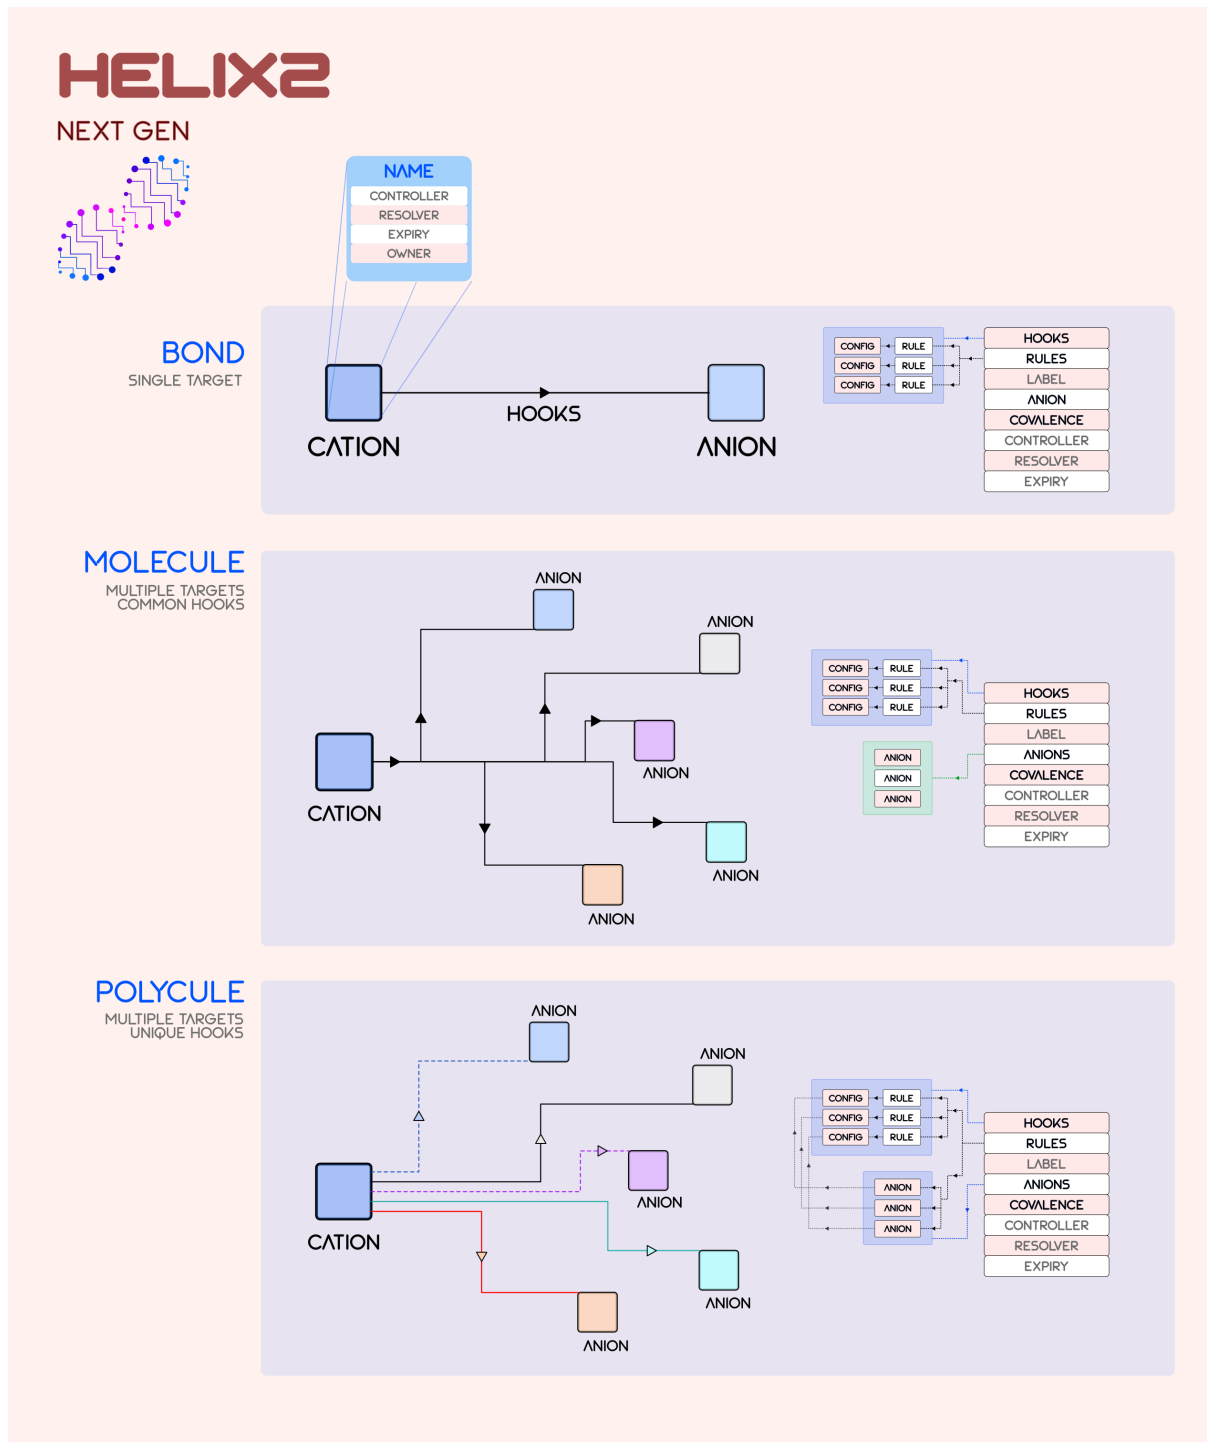 HELIX2
NEXT GEN
NAME
CONTROLLER
RESOLVER
EXPIRY
OWNER
BOND
SINGLE TARGET
CATION
HOOKS
ANION
CONFIG
RULE
CONFIG
RULE
CONFIG
RULE
HOOKS
RULES
LABEL
ANION
COVALENCE
CONTROLLER
RESOLVER
EXPIRY
MOLECULE
MULTIPLE TARGETS
COMMON HOOKS
ANION
ANION
ANION
CATION
ANION
ANION
CONFIG
RULE
CONFIG
RULE
CONFIG
RULE
ANION
ANION
ANION
HOOKS
RULES
LABEL
ANIONS
COVALENCE
CONTROLLER
RESOLVER
EXPIRY
POLYCULE
MULTIPLE TARGETS
UNIQUE HOOKS
ANION
ANION
ANION
CATION
ANION
ANION
CONFIG
RULE
CONFIG
RULE
CONFIG
RULE
ANION
ANION
ANION
HOOKS
RULES
LABEL
ANIONS
COVALENCE
CONTROLLER
RESOLVER
EXPIRY